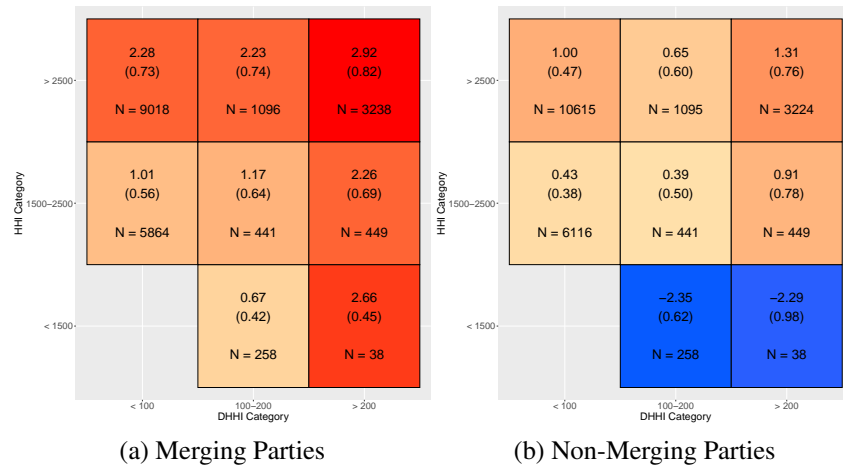 HHI Category
> 2500
1500−2500
< 1500
2.28
(0.73)
N = 9018
2.23
(0.74)
N = 1096
2.92
(0.82)
N = 3238
1.01
(0.56)
N = 5864
1.17
(0.64)
N = 441
2.26
(0.69)
N = 449
0.67
(0.42)
N = 258
2.66
(0.45)
N = 38
< 100
100−200
> 200
DHHI Category
(a) Merging Parties
HHI Category
> 2500
1500−2500
< 1500
1.00
(0.47)
N = 10615
0.65
(0.60)
N = 1095
1.31
(0.76)
N = 3224
0.43
(0.38)
N = 6116
0.39
(0.50)
N = 441
0.91
(0.78)
N = 449
−2.35
(0.62)
N = 258
−2.29
(0.98)
N = 38
< 100
100−200
> 200
DHHI Category
(b) Non-Merging Parties